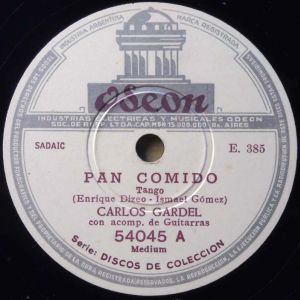 INDUSTRIA ARGENTINA
MARCA REGISTRADA
Odeon
INDUSTRIAS ELECTRICAS Y MUSICALES ODEON
SOC. DE RESP. LTDA. CAP. M$N 15.000.000 - Bs. AIRES
SADAIC
E. 385
PAN COMIDO
Tango
(Enrique Dizeo - Ismael Gómez)
CARLOS GARDEL
con acomp. de Guitarras
54045 A
Medium
Serie: DISCOS DE COLECCION